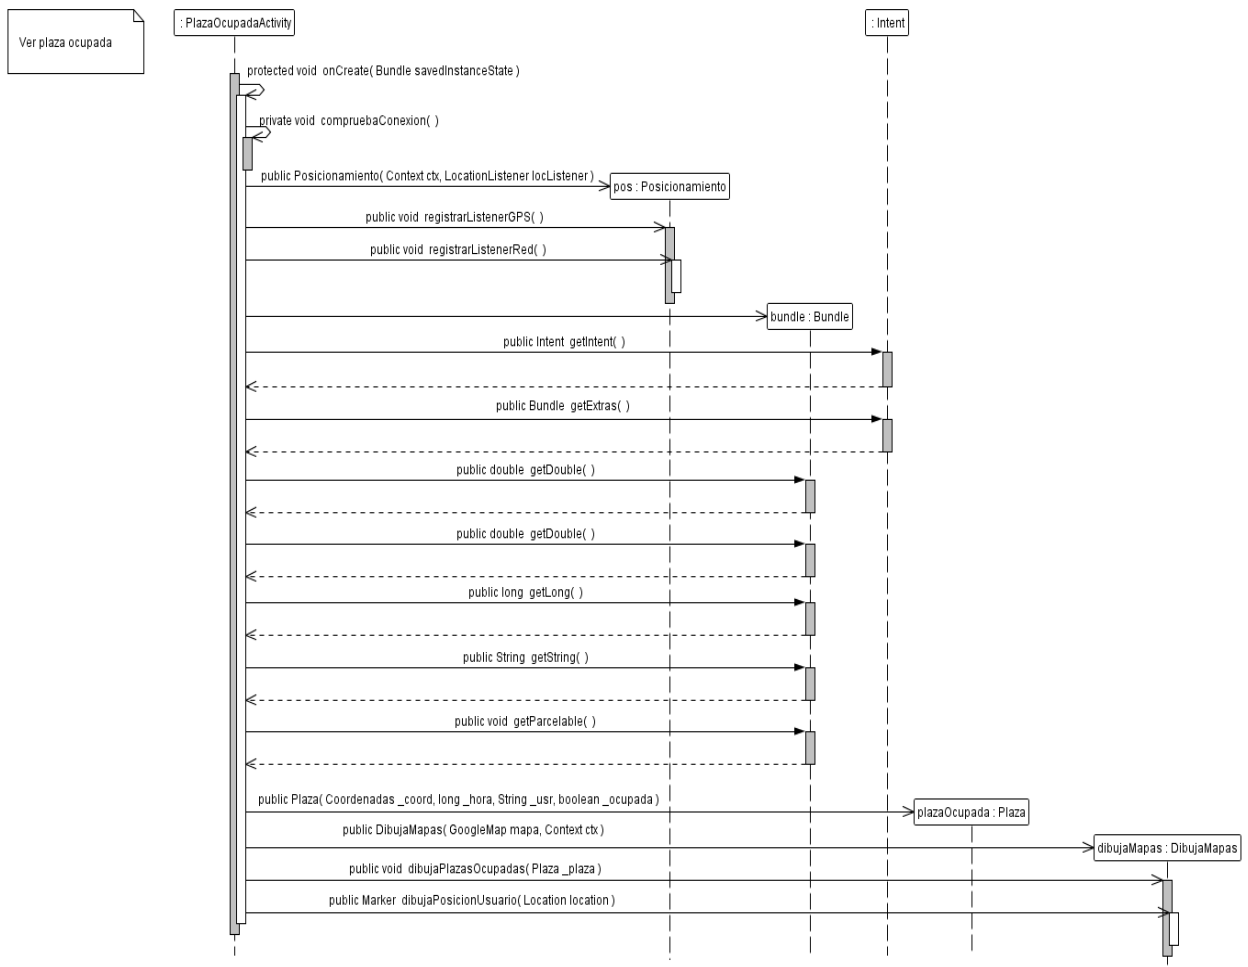 Ver plaza ocupada
: PlazaOcupadaActivity
: Intent
protected void onCreate( Bundle savedInstanceState )
private void compruebaConexion( )
public Posicionamiento( Context ctx, LocationListener locListener )
pos : Posicionamiento
public void registrarListenerGPS( )
public void registrarListenerRed( )
bundle : Bundle
public Intent getIntent( )
public Bundle getExtras( )
public double getDouble( )
public double getDouble( )
public long getLong( )
public String getString( )
public void getParcelable( )
public Plaza( Coordenadas _coord, long _hora, String _usr, boolean _ocupada )
plazaOcupada : Plaza
public DibujaMapas( GoogleMap mapa, Context ctx )
dibujaMapas : DibujaMapas
public void dibujaPlazasOcupadas( Plaza _plaza )
public Marker dibujaPosicionUsuario( Location location )